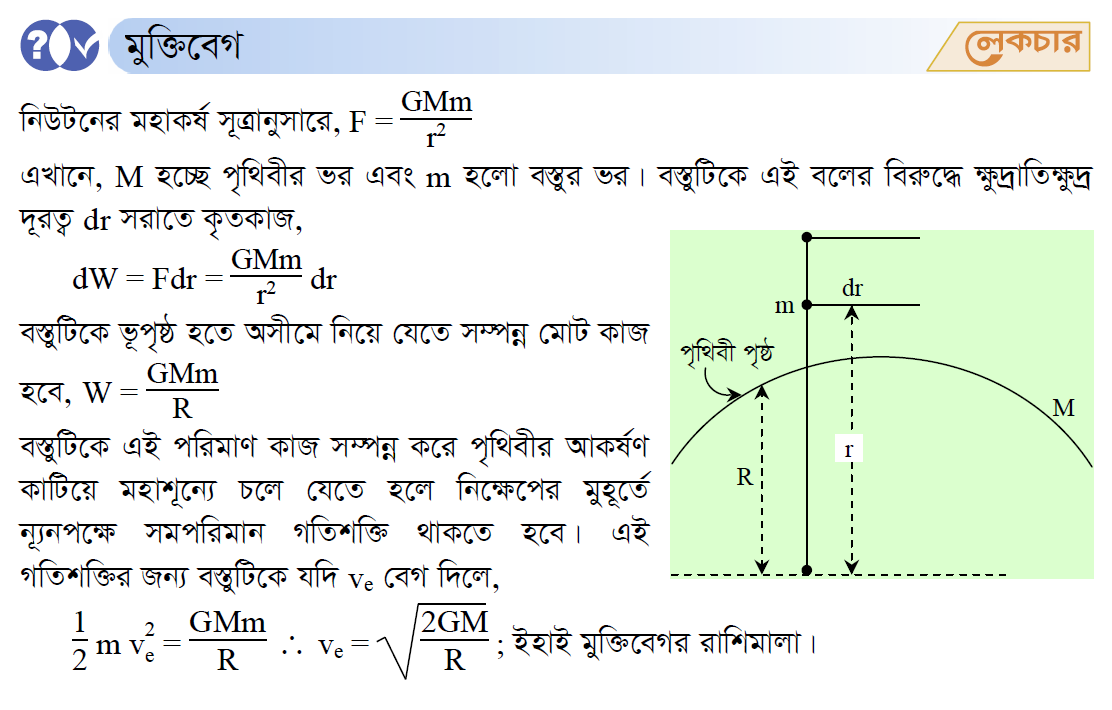 মুক্তিবেগ
লেকচার
নিউটনের মহাকর্ষ সূত্রানুসারে, F = GMm/r²
এখানে, M হচ্ছে পৃথিবীর ভর এবং m হলো বস্তুর ভর। বস্তুটিকে এই বলের বিরুদ্ধে ক্ষুদ্রাতিক্ষুদ্র
দূরত্ব dr সরাতে কৃতকাজ,
dW = Fdr = GMm/r² dr
বস্তুটিকে ভূপৃষ্ঠ হতে অসীমে নিয়ে যেতে সম্পন্ন মোট কাজ
হবে, W = GMm/R
বস্তুটিকে এই পরিমাণ কাজ সম্পন্ন করে পৃথিবীর আকর্ষণ
কাটিয়ে মহাশূন্যে চলে যেতে হলে নিক্ষেপের মুহূর্তে
ন্যূনপক্ষে সমপরিমান গতিশক্তি থাকতে হবে। এই
গতিশক্তির জন্য বস্তুটিকে যদি vₑ বেগ দিলে,
1/2 m vₑ² = GMm/R ∴ vₑ = √(2GM/R) ; ইহাই মুক্তিবেগর রাশিমালা।
dr
m
পৃথিবী পৃষ্ঠ
M
r
R